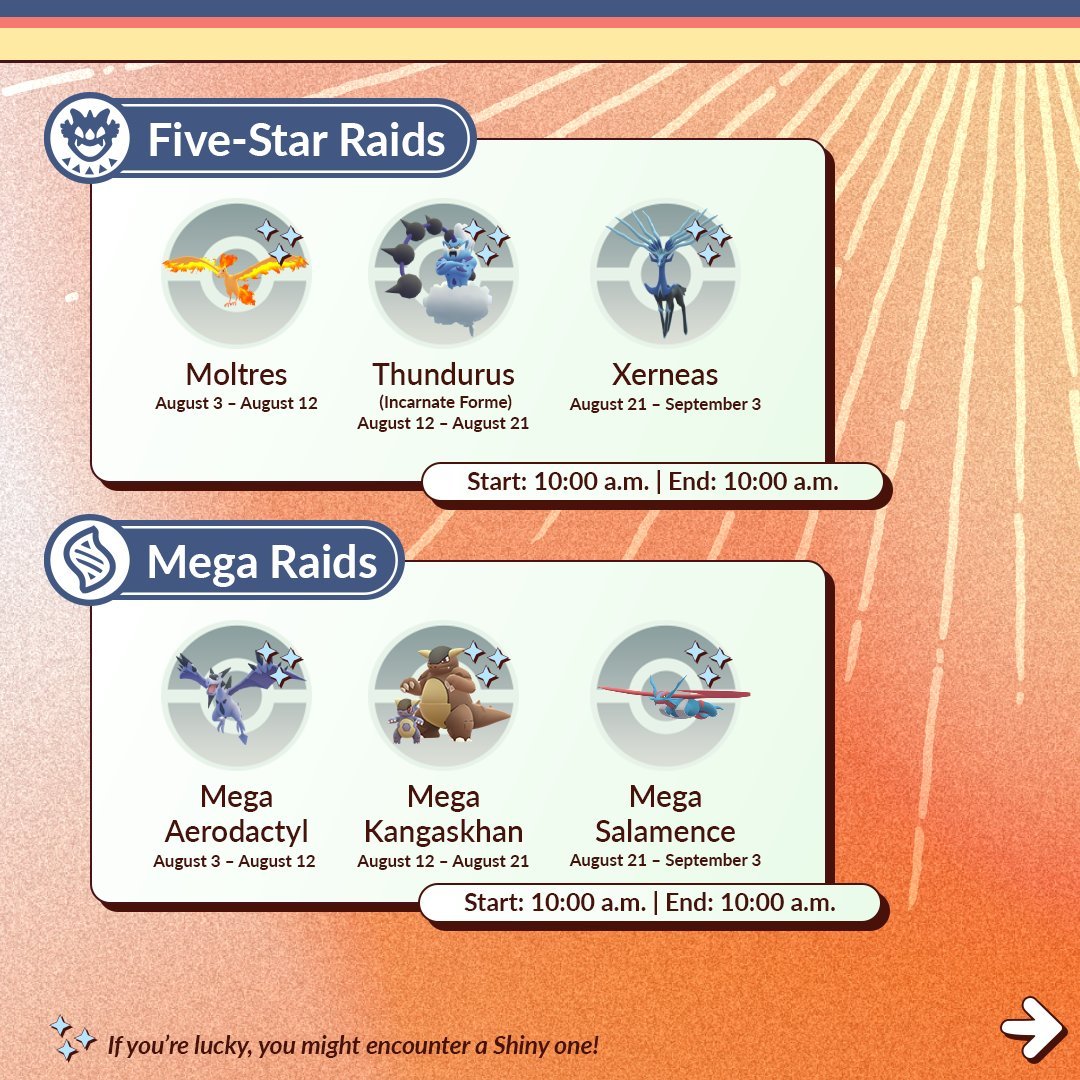 Five-Star Raids
Moltres
August 3 – August 12
Thundurus
(Incarnate Forme)
August 12 – August 21
Xerneas
August 21 – September 3
Start: 10:00 a.m. | End: 10:00 a.m.
Mega Raids
Mega
Aerodactyl
August 3 – August 12
Mega
Kangaskhan
August 12 – August 21
Mega
Salamence
August 21 – September 3
Start: 10:00 a.m. | End: 10:00 a.m.
If you’re lucky, you might encounter a Shiny one!